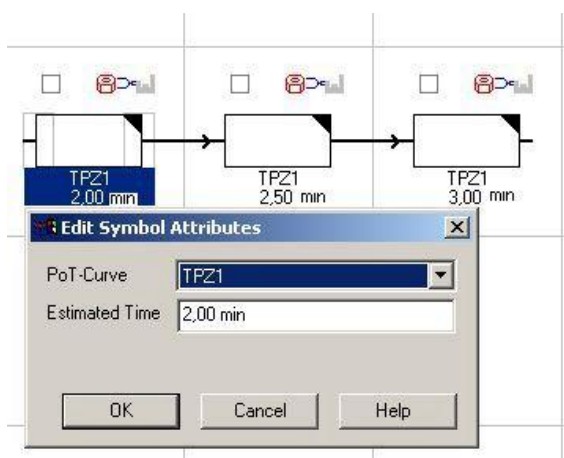 TPZ1 TPZ1 TPZ1
2,00 min 2,50 min 3,00 min
Edit Symbol Attributes
PoT-Curve TPZ1
Estimated Time 2,00 min
OK Cancel Help